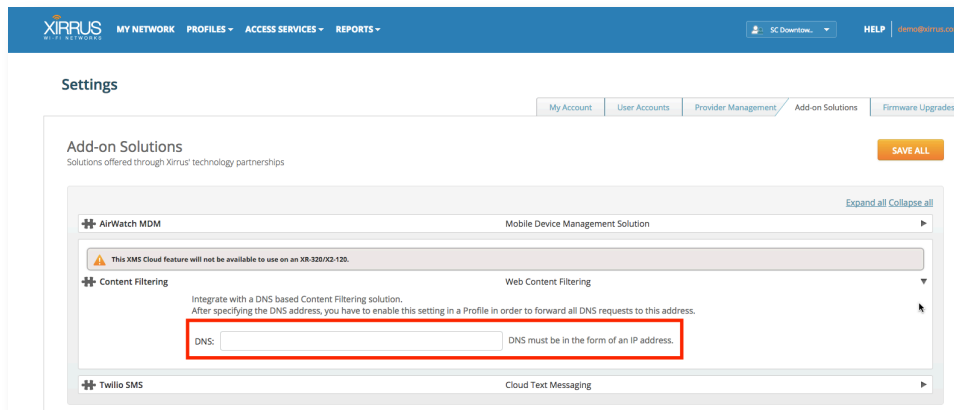 XIRRUS
WI-FI NETWORKS
MY NETWORK PROFILES ACCESS SERVICES REPORTS
SC Downtow..
HELP
demo@xirrus.co
Settings
My Account
User Accounts
Provider Management
Add-on Solutions
Firmware Upgrades
Add-on Solutions
Solutions offered through Xirrus' technology partnerships
SAVE ALL
Expand all Collapse all
AirWatch MDM
Mobile Device Management Solution
This XMS Cloud feature will not be available to use on an XR-320/X2-120.
Content Filtering
Web Content Filtering
Integrate with a DNS based Content Filtering solution.
After specifying the DNS address, you have to enable this setting in a Profile in order to forward all DNS requests to this address.
DNS:
DNS must be in the form of an IP address.
Twilio SMS
Cloud Text Messaging